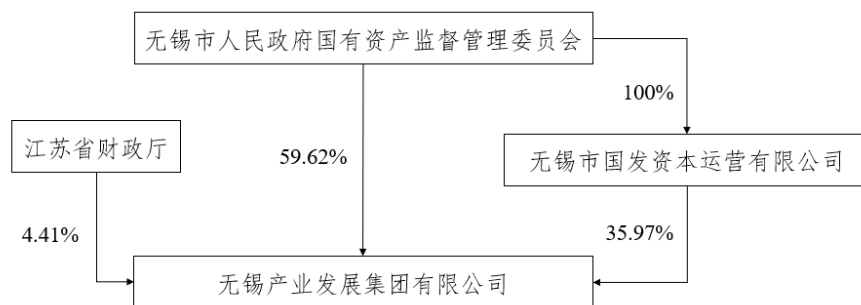 无锡市人民政府国有资产监督管理委员会
100%
江苏省财政厅
59.62%
无锡市国发资本运营有限公司
4.41%
35.97%
无锡产业发展集团有限公司